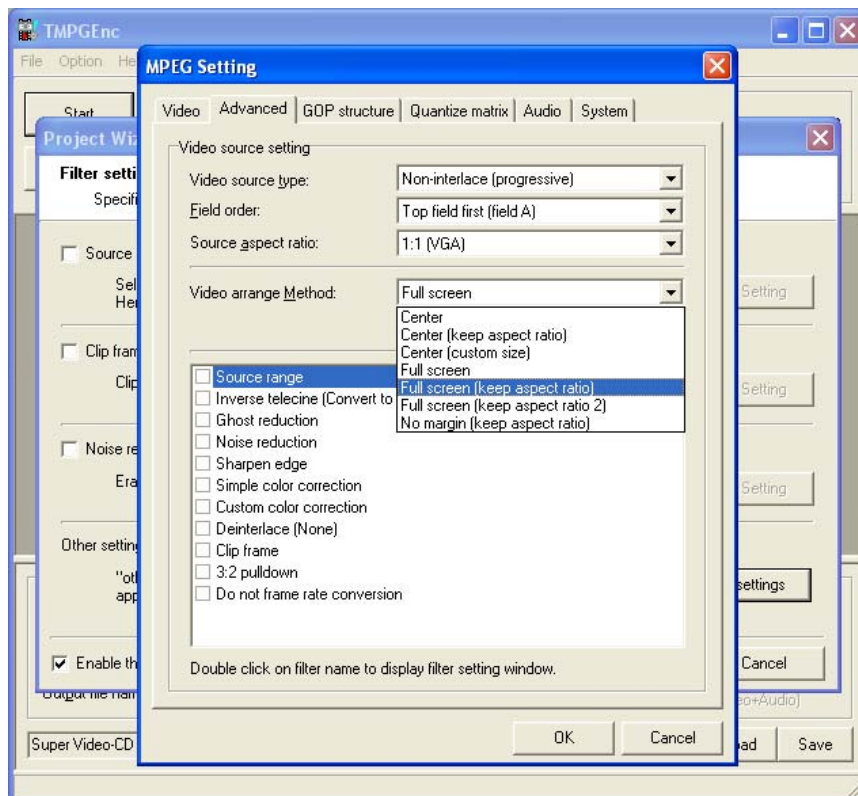 TMPGEnc
File Option He
MPEG Setting
Start
Video Advanced GOP structure Quantize matrix Audio System
Project Wiz
Video source setting
Filter setti
Specifi
Video source type: Non-interlace (progressive)
Field order: Top field first (field A)
Source aspect ratio: 1:1 (VGA)
Source
Sel
Her
Setting
Video arrange Method: Full screen
Center
Center (keep aspect ratio)
Center (custom size)
Full screen
Full screen (keep aspect ratio)
Full screen (keep aspect ratio 2)
No margin (keep aspect ratio)
Clip fram
Clip
Setting
Source range
Inverse telecine (Convert to
Ghost reduction
Noise reduction
Sharpen edge
Simple color correction
Custom color correction
Deinterlace (None)
Clip frame
3:2 pulldown
Do not frame rate conversion
Noise re
Era
Setting
Other setting
"oth
app
settings
Enable th
Cancel
Double click on filter name to display filter setting window.
Output file nam
eo+Audio)
OK Cancel
Super Video-CD
ad Save